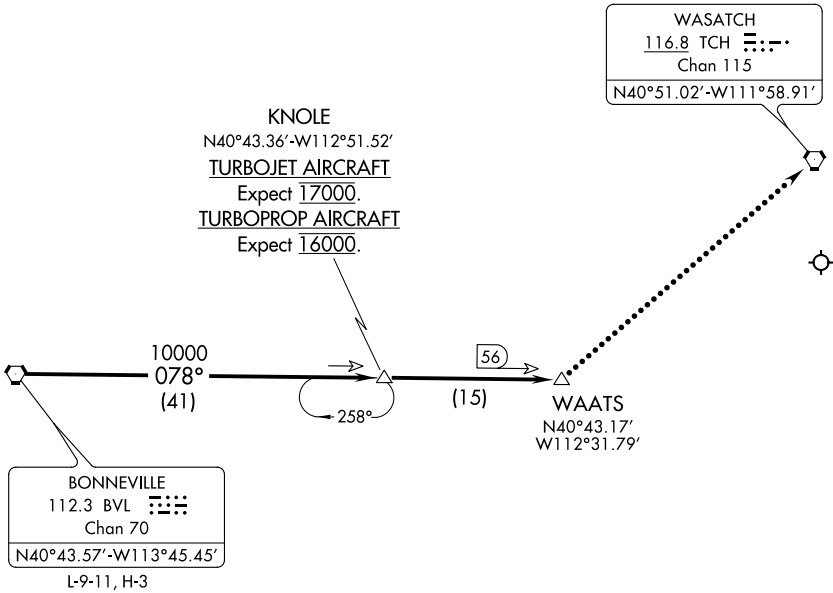 WASATCH
116.8 TCH
Chan 115
N40°51.02'-W111°58.91'
KNOLE
N40°43.36'-W112°51.52'
TURBOJET AIRCRAFT
Expect 17000.
TURBOPROP AIRCRAFT
Expect 16000.
10000
078°
(41)
258°
56
(15)
WAATS
N40°43.17'
W112°31.79'
BONNEVILLE
112.3 BVL
Chan 70
N40°43.57'-W113°45.45'
L-9-11, H-3